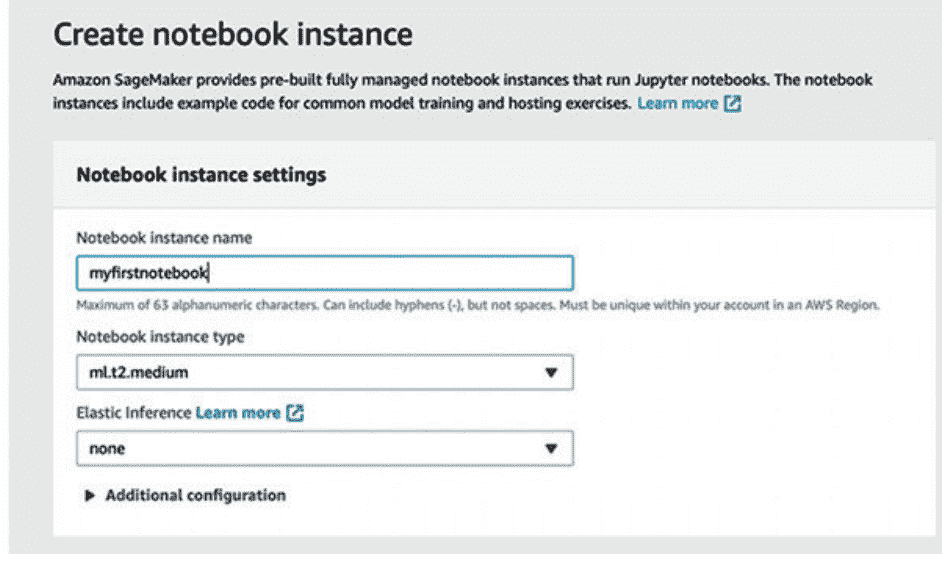 Create notebook instance
Amazon SageMaker provides pre-built fully managed notebook instances that run Jupyter notebooks. The notebook
instances include example code for common model training and hosting exercises. Learn more
Notebook instance settings
Notebook instance name
myfirstnotebook
Maximum of 63 alphanumeric characters. Can include hyphens (-), but not spaces. Must be unique within your account in an AWS Region.
Notebook instance type
ml.t2.medium
Elastic Inference Learn more
none
Additional configuration